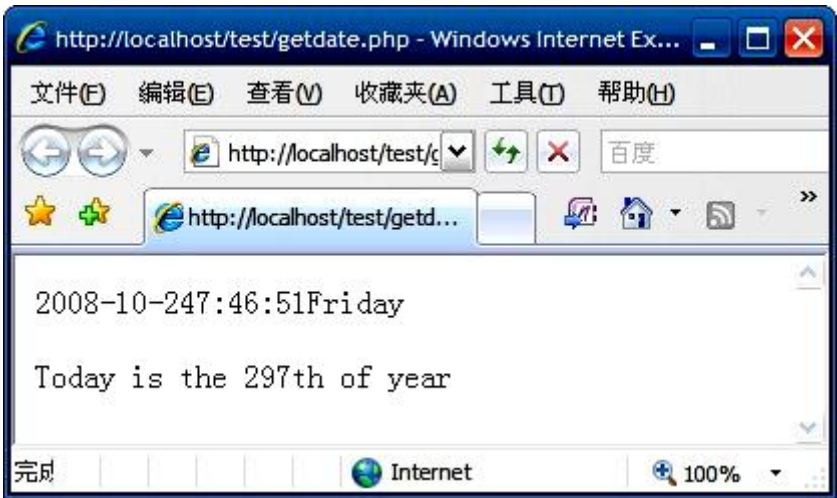 http://localhost/test/getdate.php - Windows Internet Ex...
文件(F) 编辑(E) 查看(V) 收藏夹(A) 工具(T) 帮助(H)
http://localhost/test/g 百度
http://localhost/test/getd... »
2008-10-247:46:51Friday
Today is the 297th of year
完成 Internet 100%